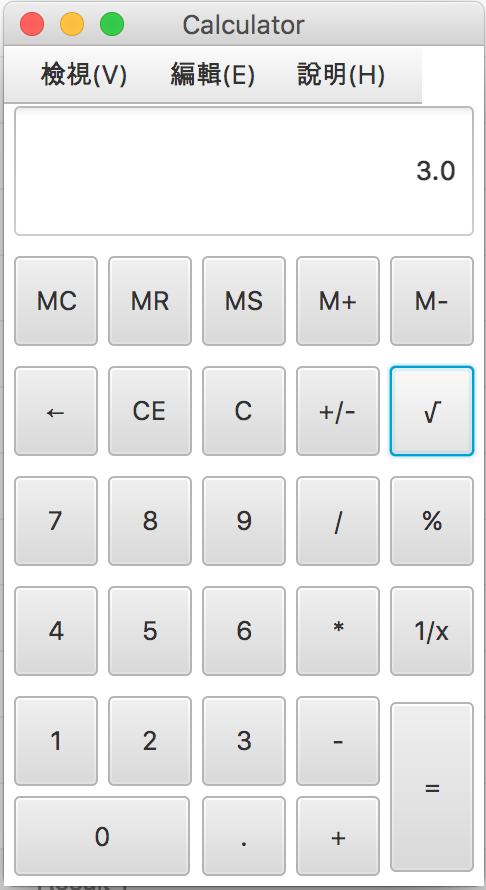 Calculator
檢視(V) 編輯(E) 說明(H)
3.0
MC MR MS M+ M-
← CE C +/- √
7 8 9 / %
4 5 6 * 1/x
1 2 3 -
=
0 . +